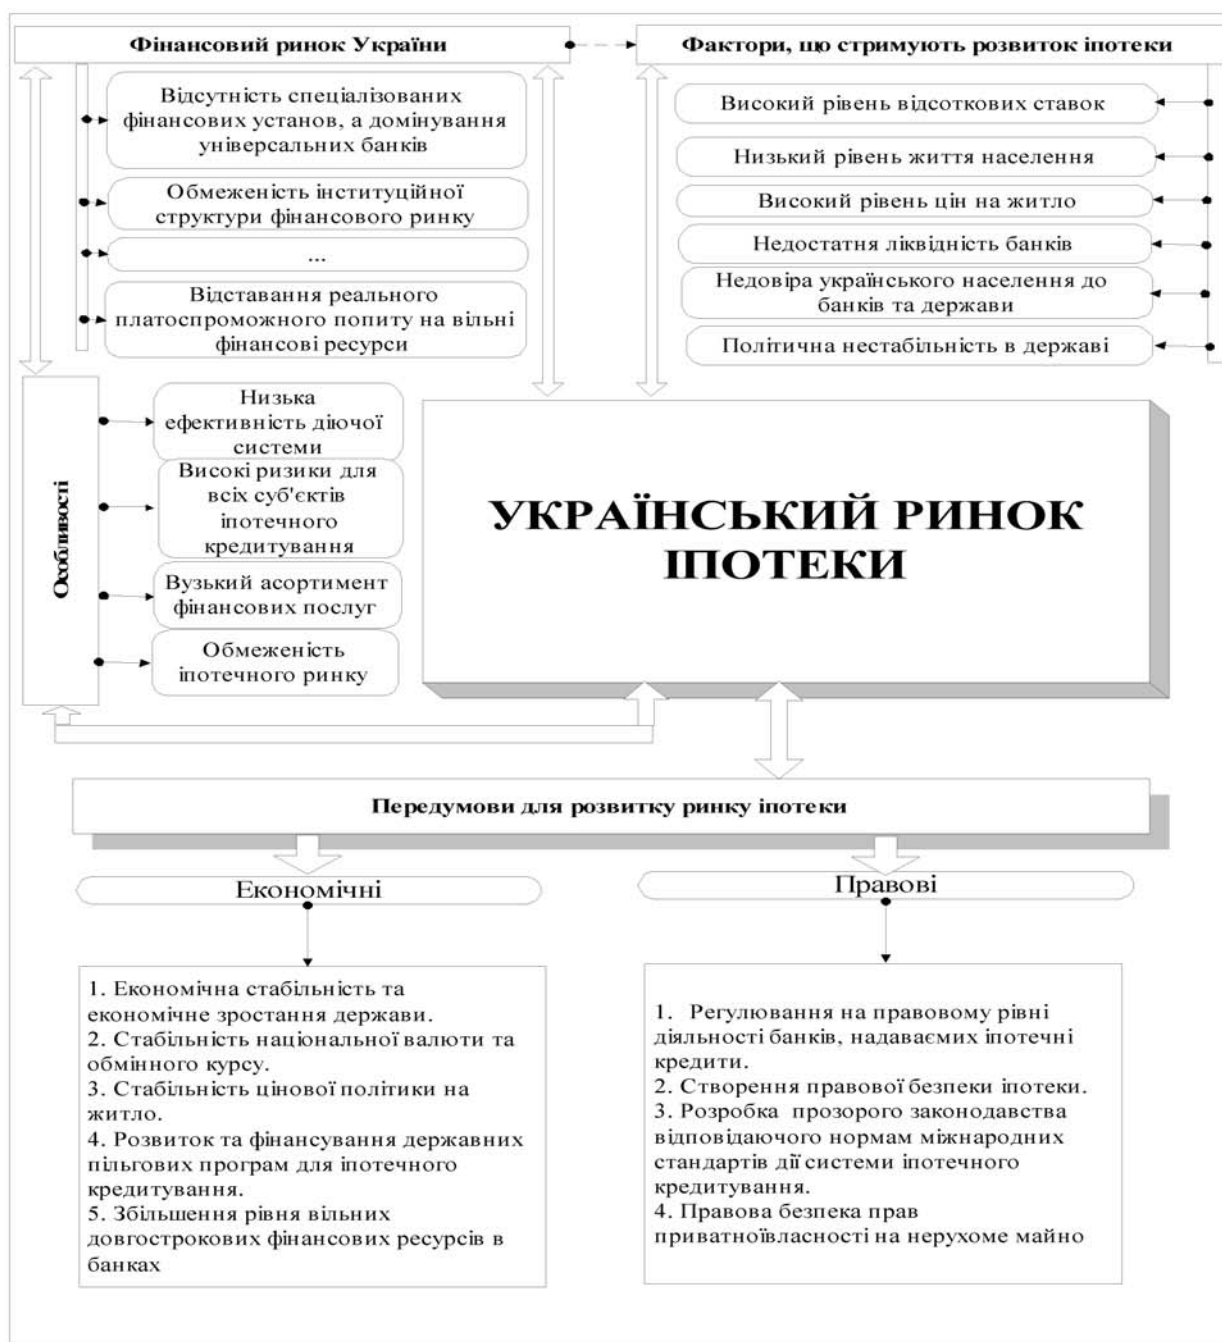 Фінансовий ринок України
Відсутність спеціалізованих
фінансових установ, а домінування
універсальних банків
Обмеженість інституційної
структури фінансового ринку
...
Відставання реального
платоспроможного попиту на вільні
фінансові ресурси
Фактори, що стримують розвиток іпотеки
Високий рівень відсоткових ставок
Низький рівень життя населення
Високий рівень цін на житло
Недостатня ліквідність банків
Недовіра українського населення до
банків та держави
Політична нестабільність в державі
Особливості
Низька
ефективність діючої
системи
Високі ризики для
всіх суб'єктів
іпотечного
кредитування
Вузький асортимент
фінансових послуг
Обмеженість
іпотечного ринку
УКРАЇНСЬКИЙ РИНОК
ІПОТЕКИ
Передумови для розвитку ринку іпотеки
Економічні
1. Економічна стабільність та
економічне зростання держави.
2. Стабільність національної валюти та
обмінного курсу.
3. Стабільність цінової політики на
житло.
4. Розвиток та фінансування державних
пільгових програм для іпотечного
кредитування.
5. Збільшення рівня вільних
довгострокових фінансових ресурсів в
банках
Правові
1. Регулювання на правовому рівні
діяльності банків, надаваємих іпотечні
кредити.
2. Створення правової безпеки іпотеки.
3. Розробка прозорого законодавства
відповідаючого нормам міжнародних
стандартів дії системи іпотечного
кредитування.
4. Правова безпека прав
приватноївласності на нерухоме майно